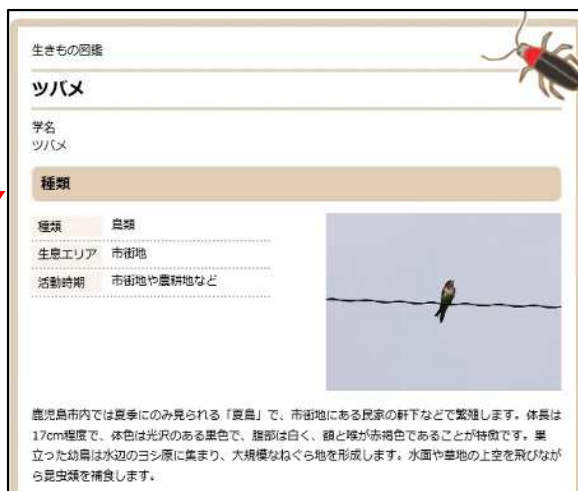 生きもの図鑑
ツバメ
学名
ツバメ
種類
種類 鳥類
生息エリア 市街地
活動時期 市街地や農耕地など
鹿児島市内では夏季にのみ見られる「夏鳥」で、市街地にある民家の軒下などで繁殖します。体長は
17cm程度で、体色は光沢のある黒色で、腹部は白く、額と喉が赤褐色であることが特徴です。巣
立った幼鳥は水辺のヨシ原に集まり、大規模なねぐら地を形成します。水面や草地の上空を飛びなが
ら昆虫類を捕食します。